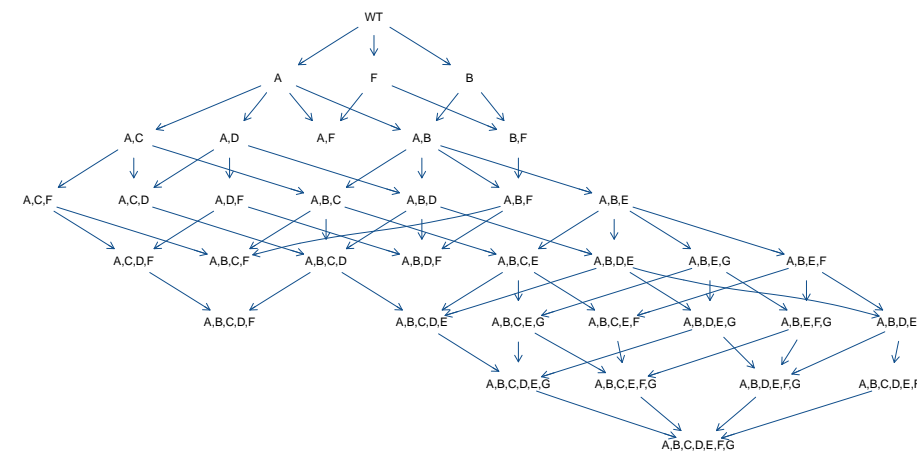 WT
A F B
A,C A,D A,F A,B B,F
A,C,F A,C,D A,D,F A,B,C A,B,D A,B,F A,B,E
A,C,D,F A,B,C,F A,B,C,D A,B,D,F A,B,C,E A,B,D,E A,B,E,G A,B,E,F
A,B,C,D,F A,B,C,D,E A,B,C,E,G A,B,C,E,F A,B,D,E,G A,B,E,F,G A,B,D,E
A,B,C,D,E,G A,B,C,E,F,G A,B,D,E,F,G A,B,C,D,E,F
A,B,C,D,E,F,G